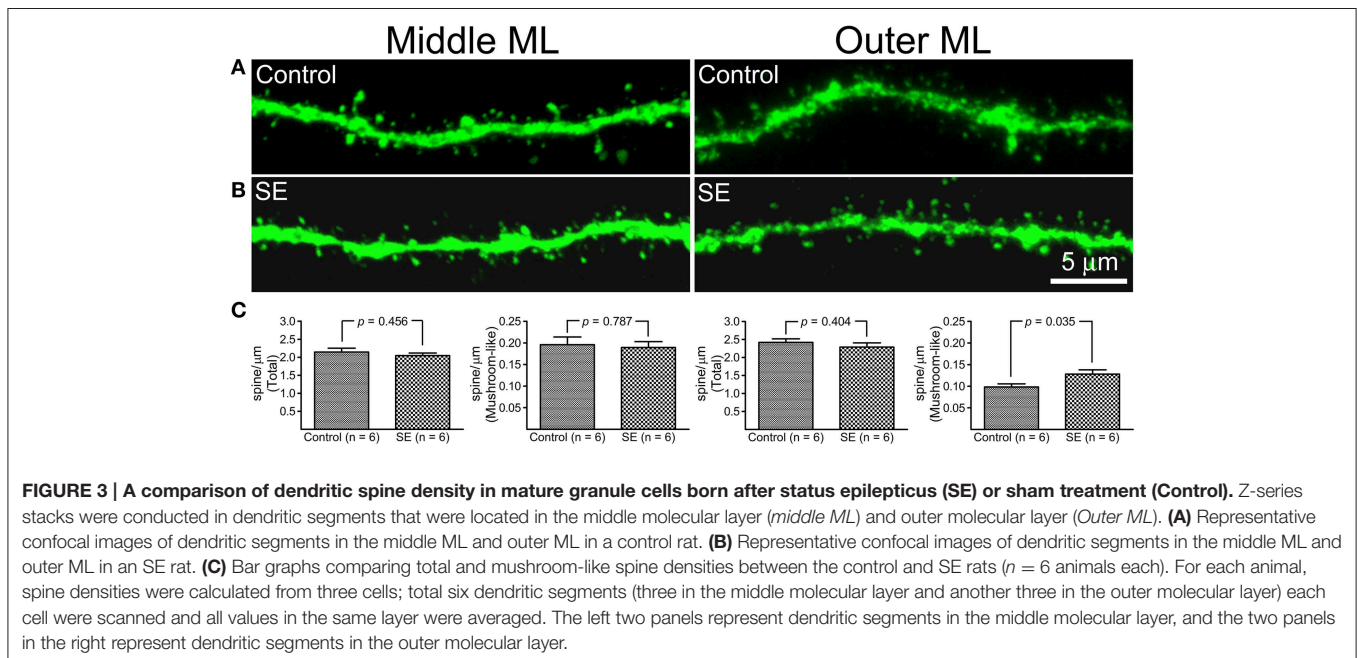 Middle ML
Outer ML
A
Control
Control
B
SE
SE
5 μm
C
3.0
2.5
2.0
1.5
1.0
0.5
spine/μm
(Total)
p = 0.456
Control (n = 6)
SE (n = 6)
0.25
0.20
0.15
0.10
0.05
spine/μm
(Mushroom-like)
p = 0.787
Control (n = 6)
SE (n = 6)
3.0
2.5
2.0
1.5
1.0
0.5
spine/μm
(Total)
p = 0.404
Control (n = 6)
SE (n = 6)
0.25
0.20
0.15
0.10
0.05
spine/μm
(Mushroom-like)
p = 0.035
Control (n = 6)
SE (n = 6)
FIGURE 3 | A comparison of dendritic spine density in mature granule cells born after status epilepticus (SE) or sham treatment (Control). Z-series
stacks were conducted in dendritic segments that were located in the middle molecular layer (middle ML) and outer molecular layer (Outer ML). (A) Representative
confocal images of dendritic segments in the middle ML and outer ML in a control rat. (B) Representative confocal images of dendritic segments in the middle ML and
outer ML in an SE rat. (C) Bar graphs comparing total and mushroom-like spine densities between the control and SE rats (n = 6 animals each). For each animal,
spine densities were calculated from three cells; total six dendritic segments (three in the middle molecular layer and another three in the outer molecular layer) each
cell were scanned and all values in the same layer were averaged. The left two panels represent dendritic segments in the middle molecular layer, and the two panels
in the right represent dendritic segments in the outer molecular layer.